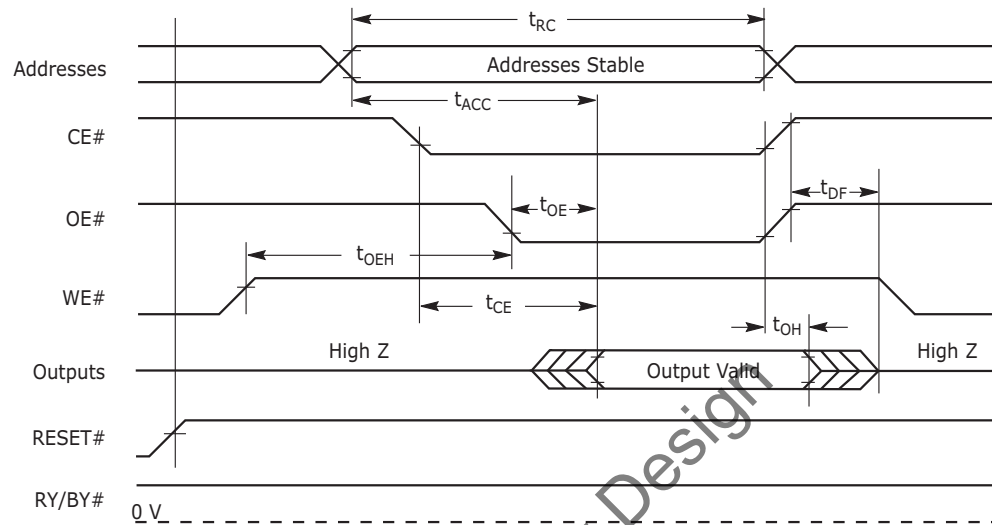 tRC
Addresses
Addresses Stable
tACC
CE#
tDF
OE#
tOE
tOEH
WE#
tCE
tOH
High Z
High Z
Outputs
Output Valid
RESET#
Design
RY/BY#
0 V